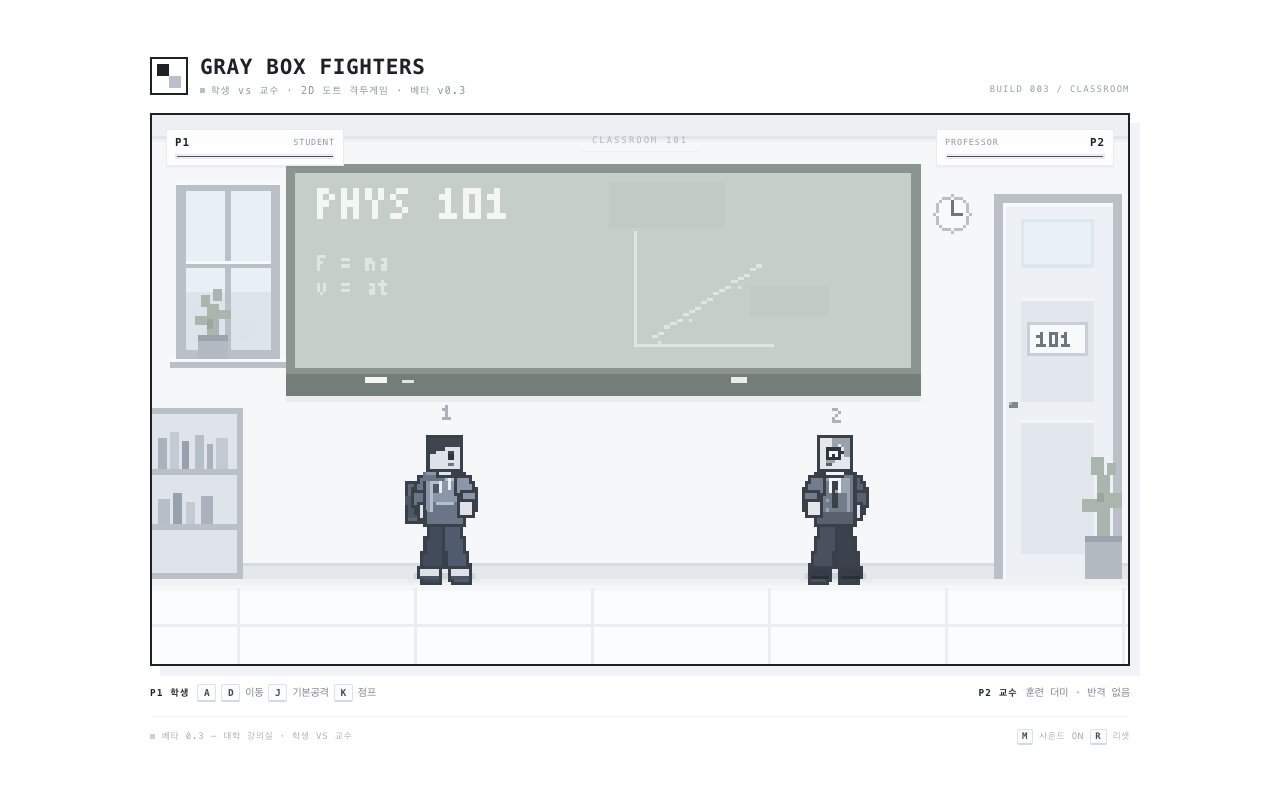 GRAY BOX FIGHTERS
학생 vs 교수 · 2D 도트 격투게임 · 베타 v0.3
BUILD 003 / CLASSROOM
P1 STUDENT
CLASSROOM 101
PROFESSOR P2
PHYS 101
F = ma
v = at
101
1
2
P1 학생 A D 이동 J 기본공격 K 점프
P2 교수 훈련 더미 · 반격 없음
베타 0.3 — 대학 강의실 · 학생 VS 교수
M 사운드 ON R 리셋